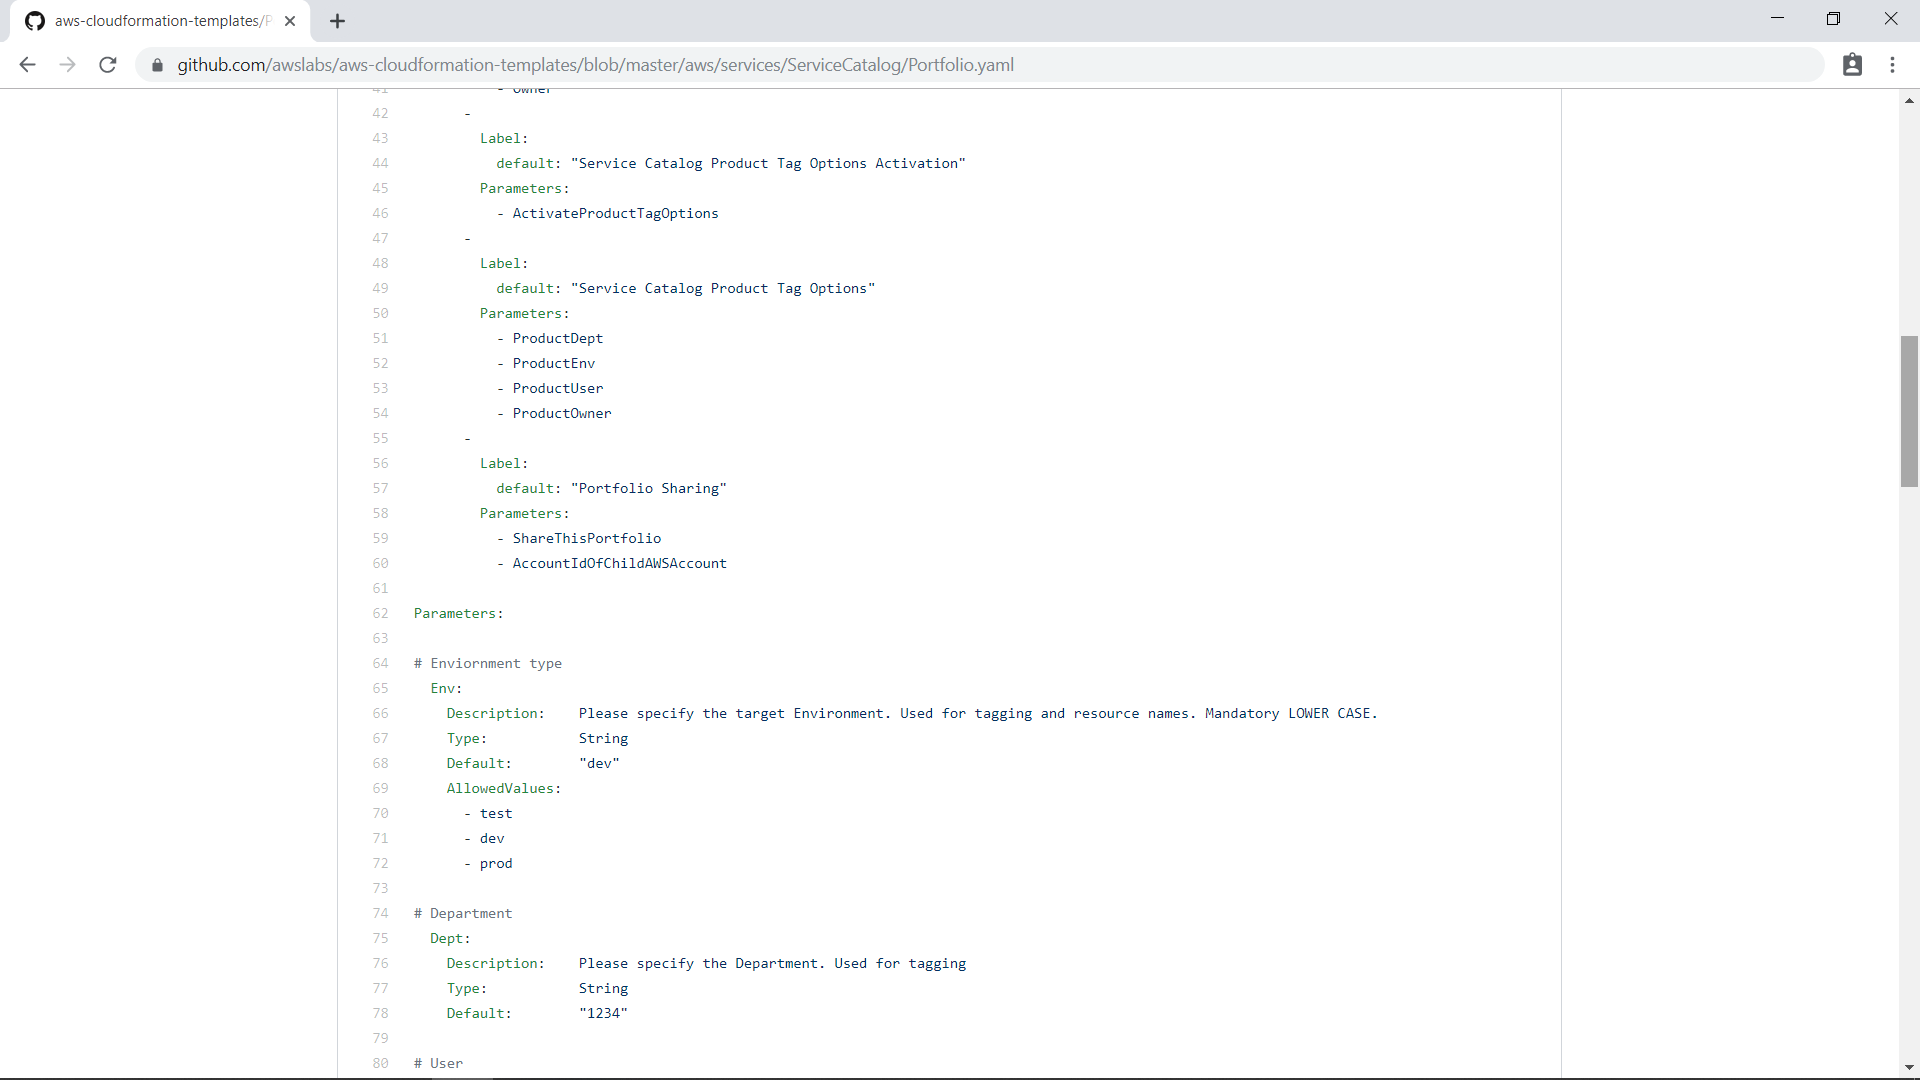 aws-cloudformation-templates/P
github.com/awslabs/aws-cloudformation-templates/blob/master/aws/services/ServiceCatalog/Portfolio.yaml
41 - Owner
42 -
43 Label:
44 default: "Service Catalog Product Tag Options Activation"
45 Parameters:
46 - ActivateProductTagOptions
47 -
48 Label:
49 default: "Service Catalog Product Tag Options"
50 Parameters:
51 - ProductDept
52 - ProductEnv
53 - ProductUser
54 - ProductOwner
55 -
56 Label:
57 default: "Portfolio Sharing"
58 Parameters:
59 - ShareThisPortfolio
60 - AccountIdOfChildAWSAccount
61
62 Parameters:
63
64 # Enviornment type
65 Env:
66 Description: Please specify the target Environment. Used for tagging and resource names. Mandatory LOWER CASE.
67 Type: String
68 Default: "dev"
69 AllowedValues:
70 - test
71 - dev
72 - prod
73
74 # Department
75 Dept:
76 Description: Please specify the Department. Used for tagging
77 Type: String
78 Default: "1234"
79
80 # User